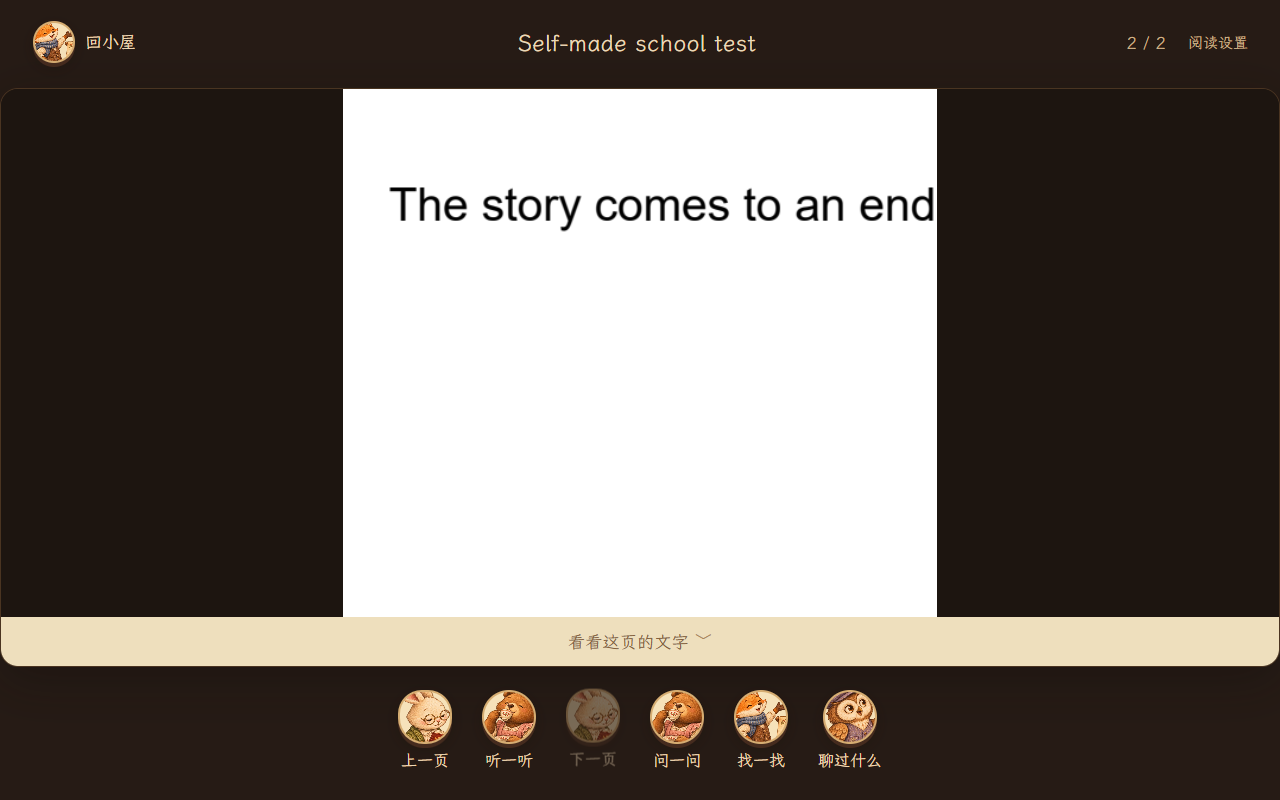 回小屋
Self-made school test
2 / 2
阅读设置
The story comes to an end
看看这页的文字
上一页
听一听
下一页
问一问
找一找
聊过什么